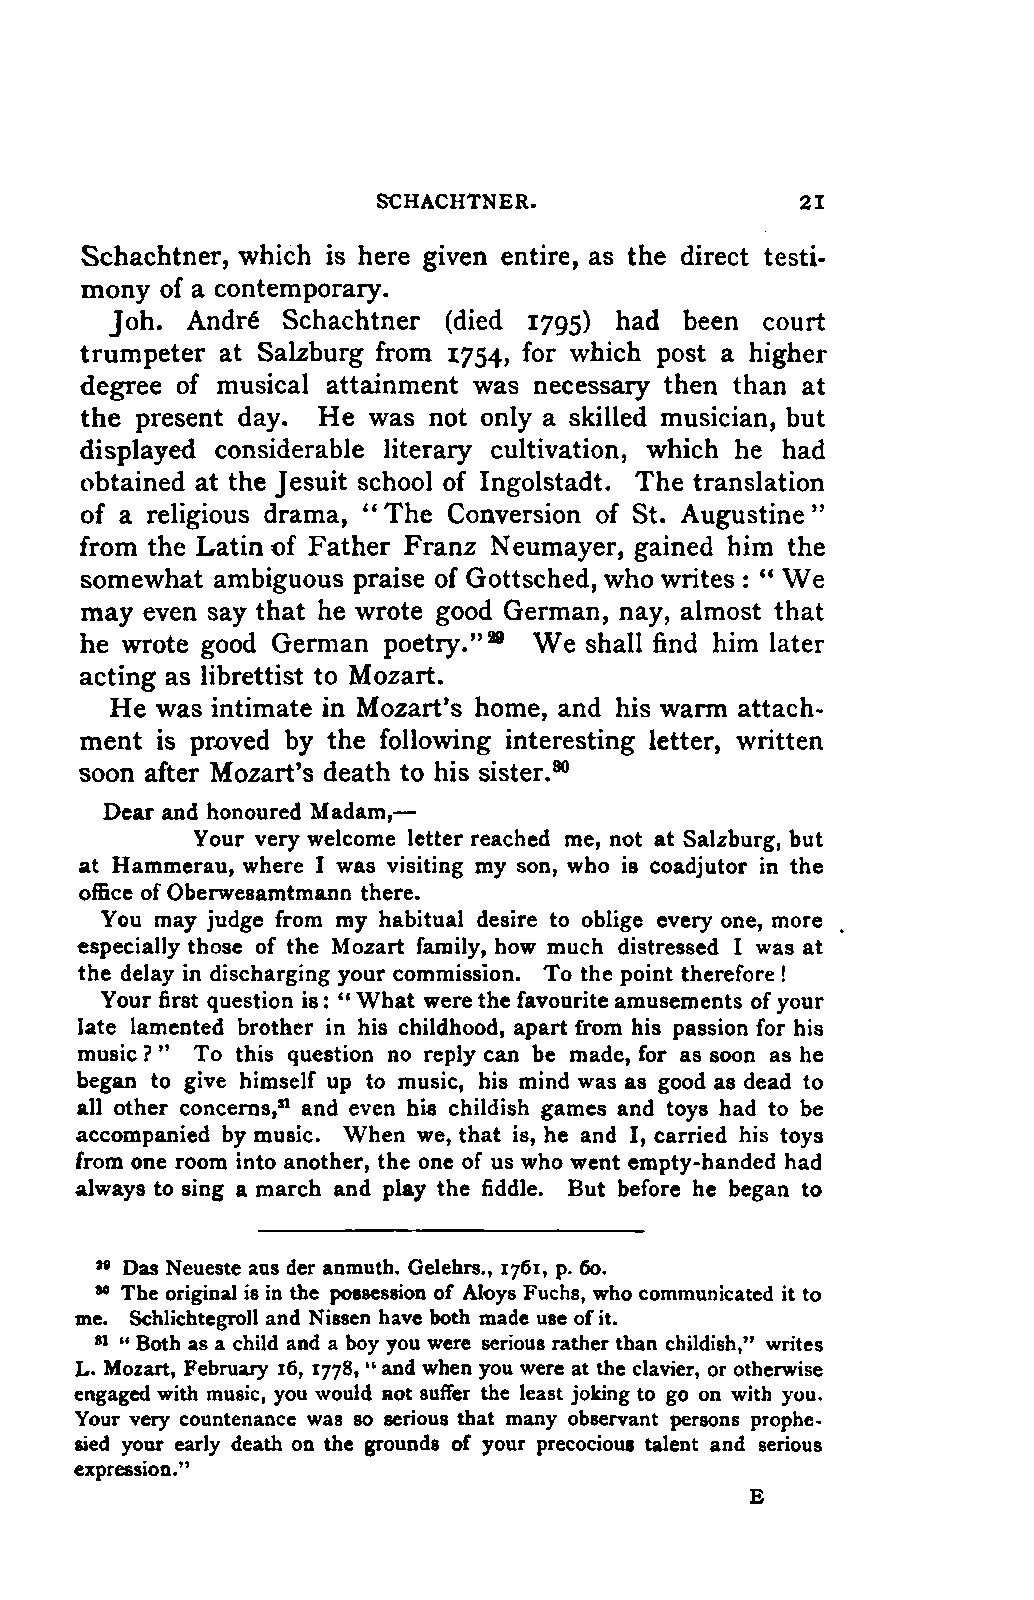 SCHACHTNER. 21
Schachtner, which is here given entire, as the direct testi-
mony of a contemporary.
Joh. André Schachtner (died 1795) had been court
trumpeter at Salzburg from 1754, for which post a higher
degree of musical attainment was necessary then than at
the present day. He was not only a skilled musician, but
displayed considerable literary cultivation, which he had
obtained at the Jesuit school of Ingolstadt. The translation
of a religious drama, "The Conversion of St. Augustine"
from the Latin of Father Franz Neumayer, gained him the
somewhat ambiguous praise of Gottsched, who writes: "We
may even say that he wrote good German, nay, almost that
he wrote good German poetry."²⁹ We shall find him later
acting as librettist to Mozart.
He was intimate in Mozart's home, and his warm attach-
ment is proved by the following interesting letter, written
soon after Mozart's death to his sister.³⁰
Dear and honoured Madam,—
Your very welcome letter reached me, not at Salzburg, but
at Hammerau, where I was visiting my son, who is coadjutor in the
office of Oberwesamtmann there.
You may judge from my habitual desire to oblige every one, more
especially those of the Mozart family, how much distressed I was at
the delay in discharging your commission. To the point therefore!
Your first question is: "What were the favourite amusements of your
late lamented brother in his childhood, apart from his passion for his
music?" To this question no reply can be made, for as soon as he
began to give himself up to music, his mind was as good as dead to
all other concerns,³¹ and even his childish games and toys had to be
accompanied by music. When we, that is, he and I, carried his toys
from one room into another, the one of us who went empty-handed had
always to sing a march and play the fiddle. But before he began to
²⁹ Das Neueste aus der anmuth. Gelehrs., 1761, p. 60.
³⁰ The original is in the possession of Aloys Fuchs, who communicated it to
me. Schlichtegroll and Nissen have both made use of it.
³¹ "Both as a child and a boy you were serious rather than childish," writes
L. Mozart, February 16, 1778, "and when you were at the clavier, or otherwise
engaged with music, you would not suffer the least joking to go on with you.
Your very countenance was so serious that many observant persons prophe-
sied your early death on the grounds of your precocious talent and serious
expression."
E